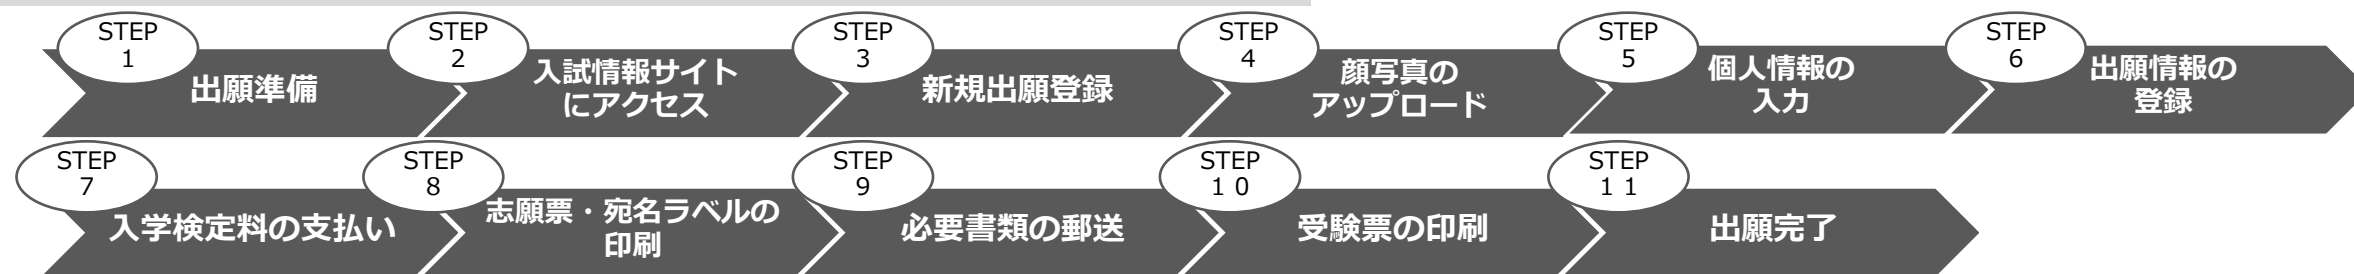 STEP
1
出願準備
STEP
2
入試情報サイト
にアクセス
STEP
3
新規出願登録
STEP
4
顔写真の
アップロード
STEP
5
個人情報の
入力
STEP
6
出願情報の
登録
STEP
7
入学検定料の支払い
STEP
8
志願票・宛名ラベルの
印刷
STEP
9
必要書類の郵送
STEP
１０
受験票の印刷
STEP
１１
出願完了